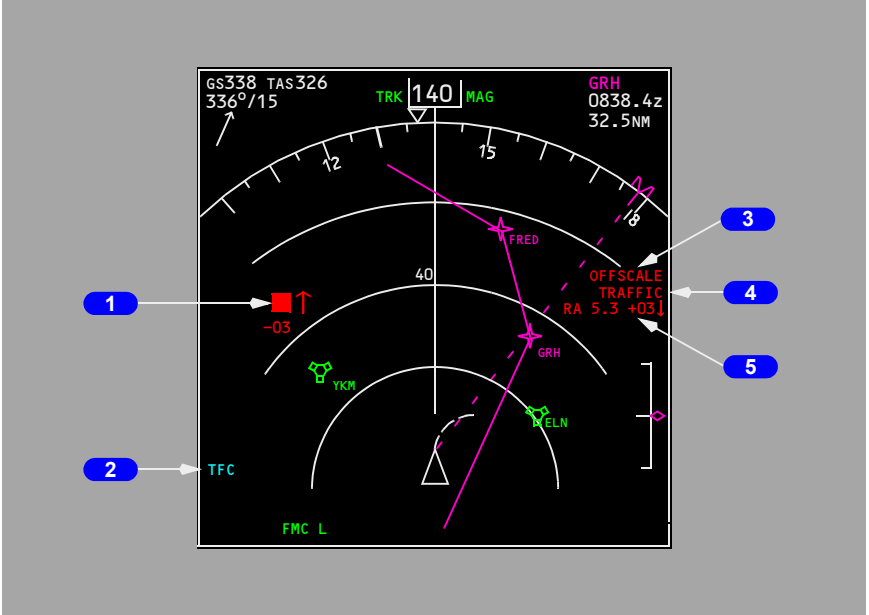 GS338 TAS326
336°/15
TRK 140 MAG
GRH
0838.4z
32.5NM
12
15
18
FRED
40
OFFSCALE
TRAFFIC
RA 5.3 +03↓
↑
-03
GRH
YKM
ELN
TFC
FMC L
1
2
3
4
5